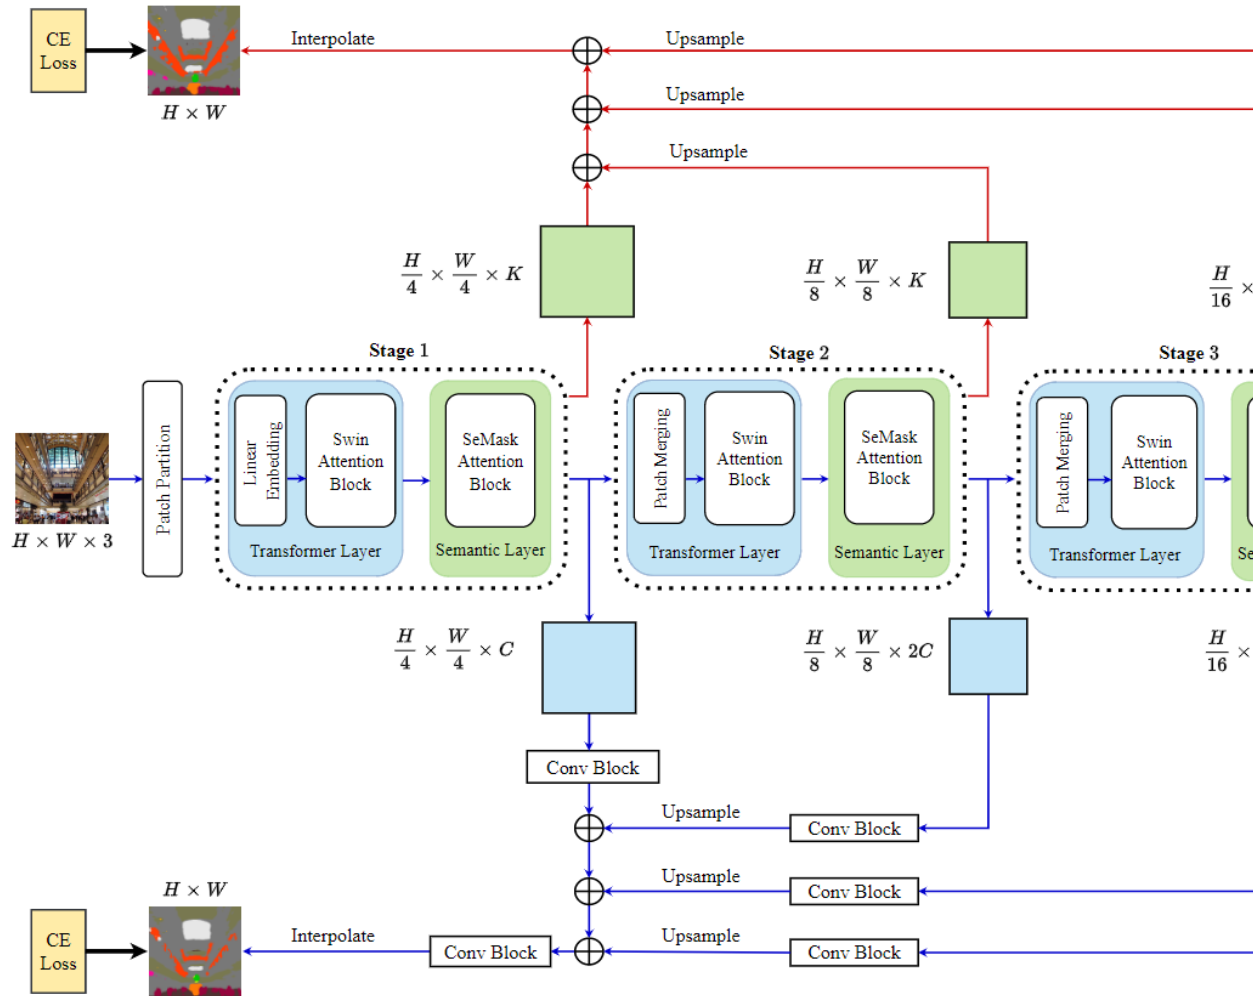 CE
Loss
H × W
Interpolate
Upsample
Upsample
Upsample
H/4 × W/4 × K
H/8 × W/8 × K
H/16 ×
Stage 1
Stage 2
Stage 3
H × W × 3
Patch Partition
Linear
Embedding
Swin
Attention
Block
Transformer Layer
SeMask
Attention
Block
Semantic Layer
Patch Merging
Swin
Attention
Block
Transformer Layer
SeMask
Attention
Block
Semantic Layer
Patch Merging
Swin
Attention
Block
Transformer Layer
Se
H/4 × W/4 × C
H/8 × W/8 × 2C
H/16 ×
Conv Block
Upsample
Conv Block
Upsample
Conv Block
H × W
CE
Loss
Interpolate
Conv Block
Upsample
Conv Block